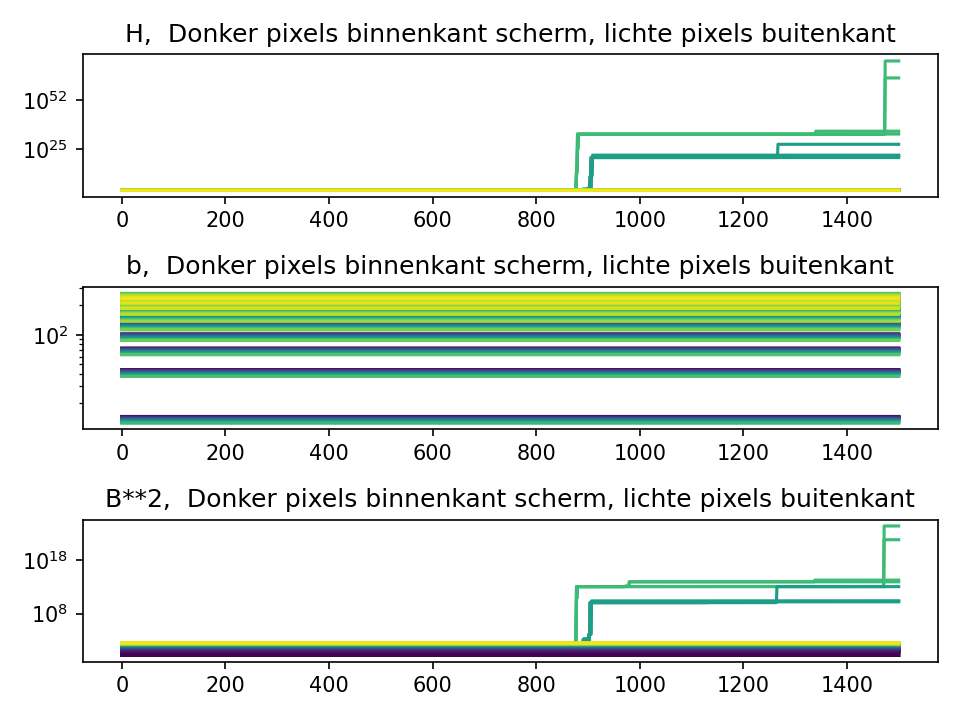 H,  Donker pixels binnenkant scherm, lichte pixels buitenkant
10^52
10^25
0 200 400 600 800 1000 1200 1400
b,  Donker pixels binnenkant scherm, lichte pixels buitenkant
10^2
0 200 400 600 800 1000 1200 1400
B**2,  Donker pixels binnenkant scherm, lichte pixels buitenkant
10^18
10^8
0 200 400 600 800 1000 1200 1400